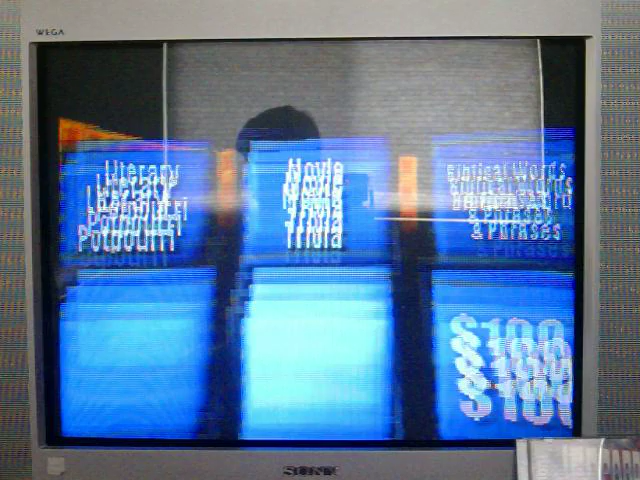 WEGA
Literary
Potpourri
Movie
Trivia
Biblical Words
& Phrases
$100
SONY